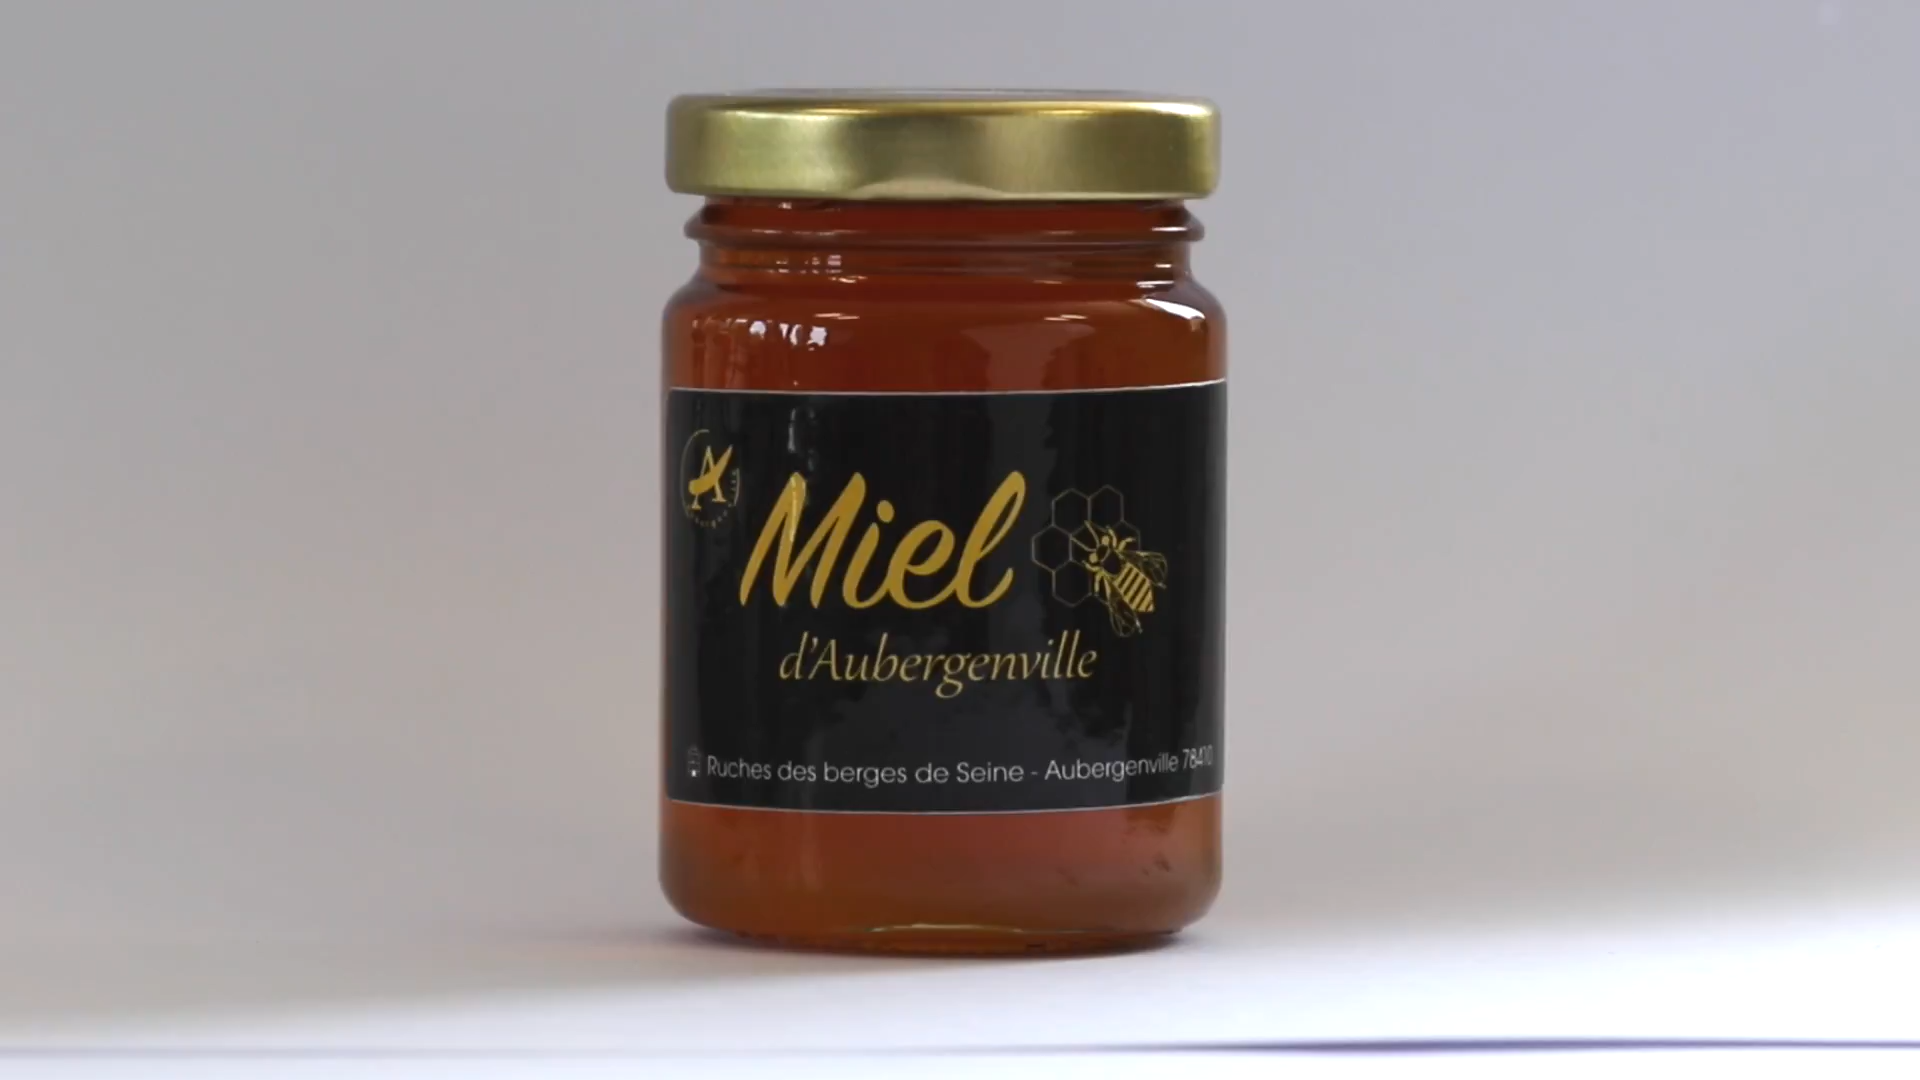 A
Miel
d'Aubergenville
Ruches des berges de Seine - Aubergenville 78410